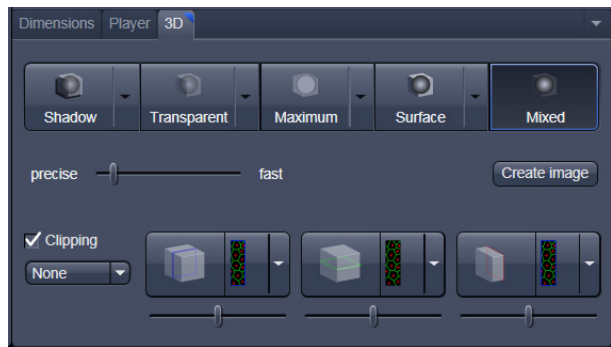 Dimensions Player 3D
Shadow Transparent Maximum Surface Mixed
precise fast Create image
Clipping
None